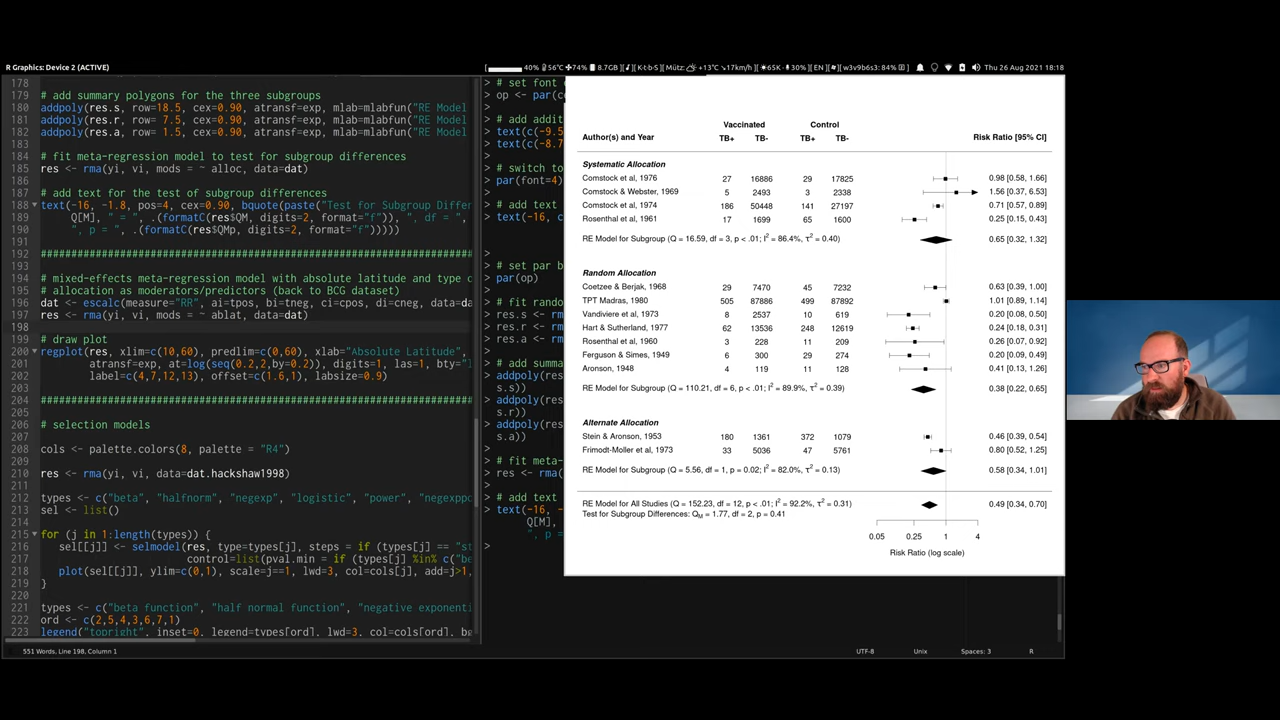 R Graphics: Device 2 (ACTIVE)
40% 56°C 74% 8.7GB K·t·b·S Mütz: +13°C 17km/h 65K 30% EN w3v9b6s3: 84% Thu 26 Aug 2021 18:18
178
179 # add summary polygons for the three subgroups
180 addpoly(res.s, row=18.5, cex=0.90, atransf=exp, mlab=mlabfun("RE Model
181 addpoly(res.r, row= 7.5, cex=0.90, atransf=exp, mlab=mlabfun("RE Model
182 addpoly(res.a, row= 1.5, cex=0.90, atransf=exp, mlab=mlabfun("RE Model
183
184 # fit meta-regression model to test for subgroup differences
185 res <- rma(yi, vi, mods = ~ alloc, data=dat)
186
187 # add text for the test of subgroup differences
188 text(-16, -1.8, pos=4, cex=0.90, bquote(paste("Test for Subgroup Differ
189 Q[M], " = ", .(formatC(res$QM, digits=2, format="f")), ", df = ",
190 ", p = ", .(formatC(res$QMp, digits=2, format="f")))))
191
192 ################################################
193
194 # mixed-effects meta-regression model with absolute latitude and type o
195 # allocation as moderators/predictors (back to BCG dataset)
196 dat <- escalc(measure="RR", ai=tpos, bi=tneg, ci=cpos, di=cneg, data=da
197 res <- rma(yi, vi, mods = ~ ablat, data=dat)
198
199 # draw plot
200 regplot(res, xlim=c(10,60), predlim=c(0,60), xlab="Absolute Latitude",
201 atransf=exp, at=log(seq(0.2,2,by=0.2)), digits=1, las=1, bty="
202 label=c(4,7,12,13), offset=c(1.6,1), labsize=0.9)
203
204 ################################################
205
206 # selection models
207
208 cols <- palette.colors(8, palette = "R4")
209
210 res <- rma(yi, vi, data=dat.hackshaw1998)
211
212 types <- c("beta", "halfnorm", "negexp", "logistic", "power", "negexppo
213 sel <- list()
214
215 for (j in 1:length(types)) {
216 sel[[j]] <- selmodel(res, type=types[j], steps = if (types[j] == "st
217 control=list(pval.min = if (types[j] %in% c("be
218 plot(sel[[j]], ylim=c(0,1), scale=j==1, lwd=3, col=cols[j], add=j>1,
219 }
220
221 types <- c("beta function", "half normal function", "negative exponenti
222 ord <- c(2,5,4,3,6,7,1)
223 legend("topright", inset=0, legend=types[ord], lwd=3, col=cols[ord], bg
551 Words, Line 198, Column 1
> # set font
> op <- par(c
>
> # add addit
> text(c(-9.5
> text(c(-8.7
>
> # switch to
> par(font=4)
>
> text(-16, c
>
> # set par b
> par(op)
>
> # fit rando
> res.s <- rm
> res.r <- rm
> res.a <- rm
>
> # add summa
> addpoly(res
s.s))
> addpoly(res
s.r))
> addpoly(res
s.a))
>
> # fit meta-
> res <- rma(
>
> # add text
> text(-16, -
Q[M],
", p =
>
UTF-8 Unix Spaces: 3 R
Vaccinated Control
Author(s) and Year TB+ TB- TB+ TB- Risk Ratio [95% CI]
Systematic Allocation
Comstock et al, 1976 27 16886 29 17825 0.98 [0.58, 1.66]
Comstock & Webster, 1969 5 2493 3 2338 1.56 [0.37, 6.53]
Comstock et al, 1974 186 50448 141 27197 0.71 [0.57, 0.89]
Rosenthal et al, 1961 17 1699 65 1600 0.25 [0.15, 0.43]
RE Model for Subgroup (Q = 16.59, df = 3, p < .01; I² = 86.4%, τ² = 0.40) 0.65 [0.32, 1.32]
Random Allocation
Coetzee & Berjak, 1968 29 7470 45 7232 0.63 [0.39, 1.00]
TPT Madras, 1980 505 87886 499 87892 1.01 [0.89, 1.14]
Vandiviere et al, 1973 8 2537 10 619 0.20 [0.08, 0.50]
Hart & Sutherland, 1977 62 13536 248 12619 0.24 [0.18, 0.31]
Rosenthal et al, 1960 3 228 11 209 0.26 [0.07, 0.92]
Ferguson & Simes, 1949 6 300 29 274 0.20 [0.09, 0.49]
Aronson, 1948 4 119 11 128 0.41 [0.13, 1.26]
RE Model for Subgroup (Q = 110.21, df = 6, p < .01; I² = 89.9%, τ² = 0.39) 0.38 [0.22, 0.65]
Alternate Allocation
Stein & Aronson, 1953 180 1361 372 1079 0.46 [0.39, 0.54]
Frimodt-Moller et al, 1973 33 5036 47 5761 0.80 [0.52, 1.25]
RE Model for Subgroup (Q = 5.56, df = 1, p = 0.02; I² = 82.0%, τ² = 0.13) 0.58 [0.34, 1.01]
RE Model for All Studies (Q = 152.23, df = 12, p < .01; I² = 92.2%, τ² = 0.31) 0.49 [0.34, 0.70]
Test for Subgroup Differences: QM = 1.77, df = 2, p = 0.41
0.05 0.25 1 4
Risk Ratio (log scale)